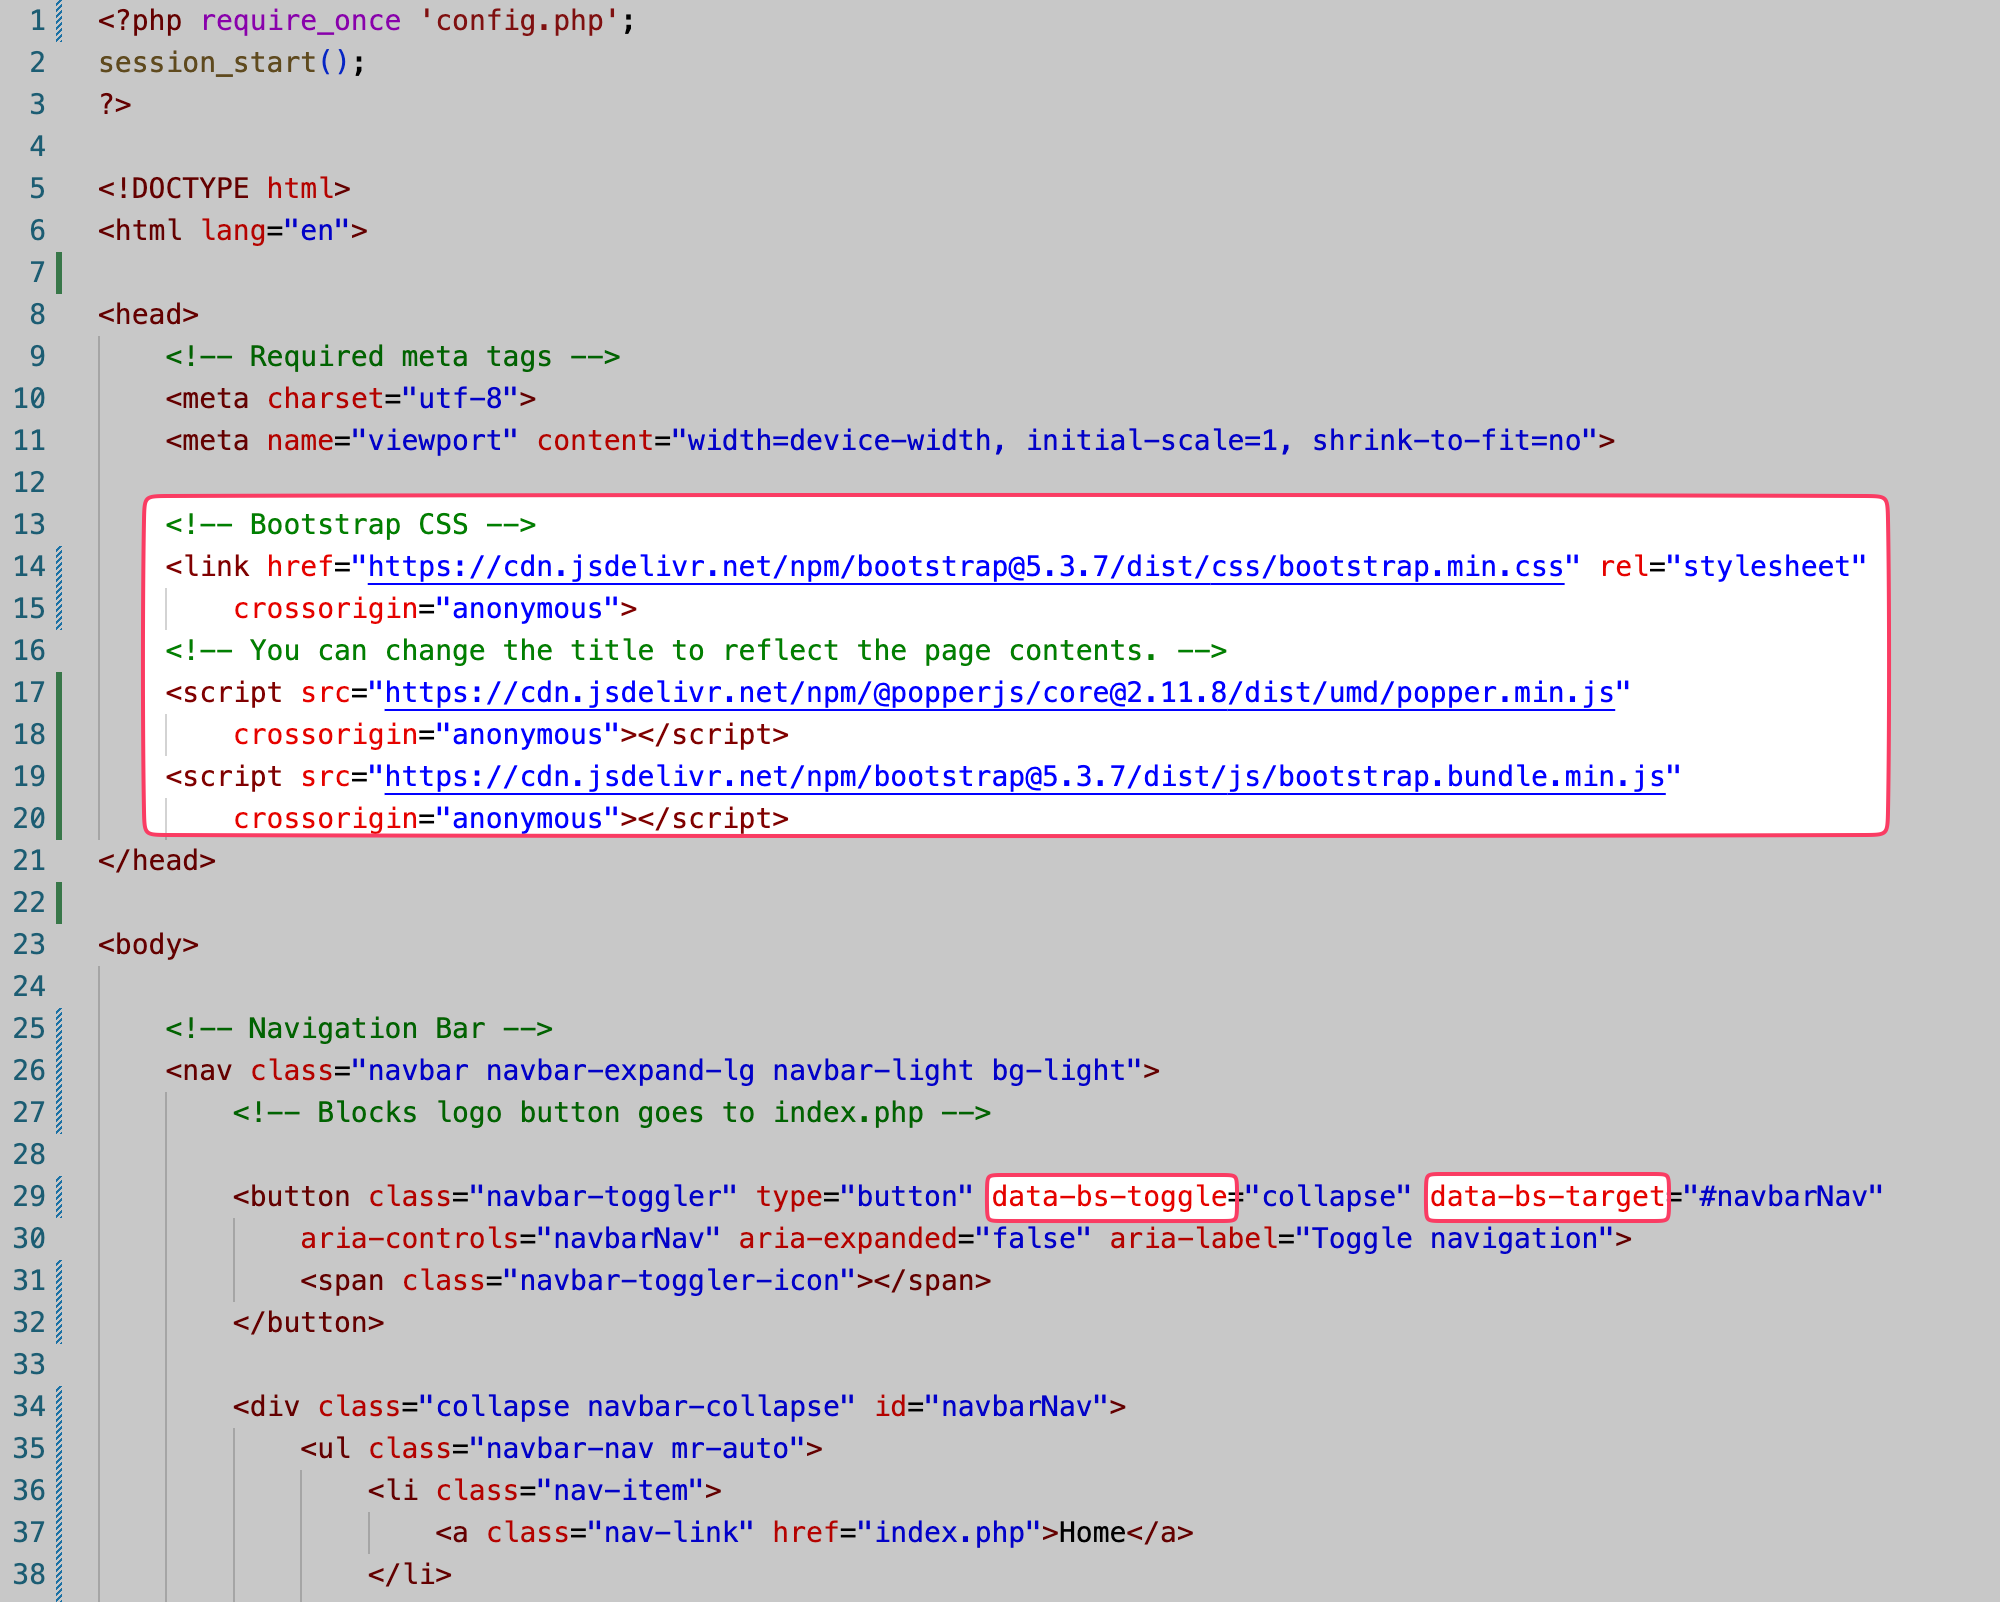 1 <?php require_once 'config.php';
2 session_start();
3 ?>
4
5 <!DOCTYPE html>
6 <html lang="en">
7
8 <head>
9 <!-- Required meta tags -->
10 <meta charset="utf-8">
11 <meta name="viewport" content="width=device-width, initial-scale=1, shrink-to-fit=no">
12
13 <!-- Bootstrap CSS -->
14 <link href="https://cdn.jsdelivr.net/npm/bootstrap@5.3.7/dist/css/bootstrap.min.css" rel="stylesheet"
15 crossorigin="anonymous">
16 <!-- You can change the title to reflect the page contents. -->
17 <script src="https://cdn.jsdelivr.net/npm/@popperjs/core@2.11.8/dist/umd/popper.min.js"
18 crossorigin="anonymous"></script>
19 <script src="https://cdn.jsdelivr.net/npm/bootstrap@5.3.7/dist/js/bootstrap.bundle.min.js"
20 crossorigin="anonymous"></script>
21 </head>
22
23 <body>
24
25 <!-- Navigation Bar -->
26 <nav class="navbar navbar-expand-lg navbar-light bg-light">
27 <!-- Blocks logo button goes to index.php -->
28
29 <button class="navbar-toggler" type="button" data-bs-toggle="collapse" data-bs-target="#navbarNav"
30 aria-controls="navbarNav" aria-expanded="false" aria-label="Toggle navigation">
31 <span class="navbar-toggler-icon"></span>
32 </button>
33
34 <div class="collapse navbar-collapse" id="navbarNav">
35 <ul class="navbar-nav mr-auto">
36 <li class="nav-item">
37 <a class="nav-link" href="index.php">Home</a>
38 </li>